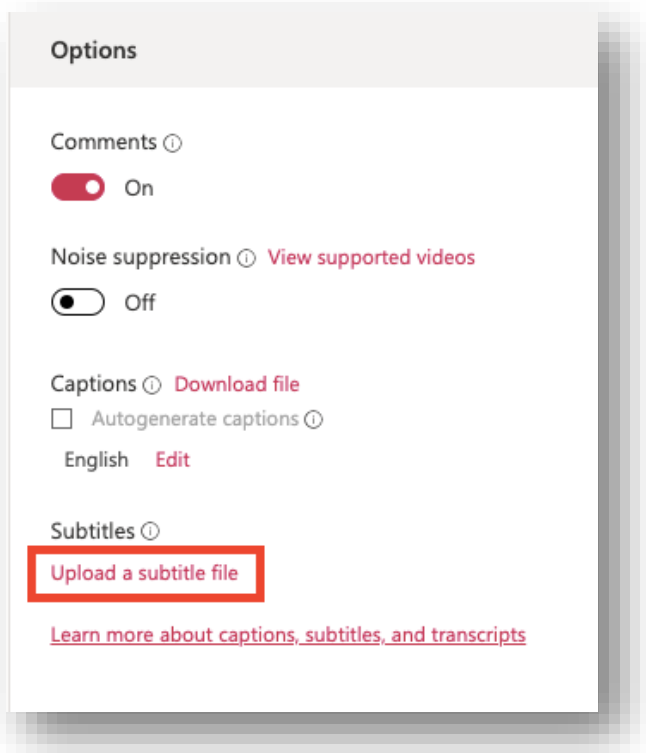 Options
Comments
On
Noise suppression View supported videos
Off
Captions Download file
Autogenerate captions
English Edit
Subtitles
Upload a subtitle file
Learn more about captions, subtitles, and transcripts